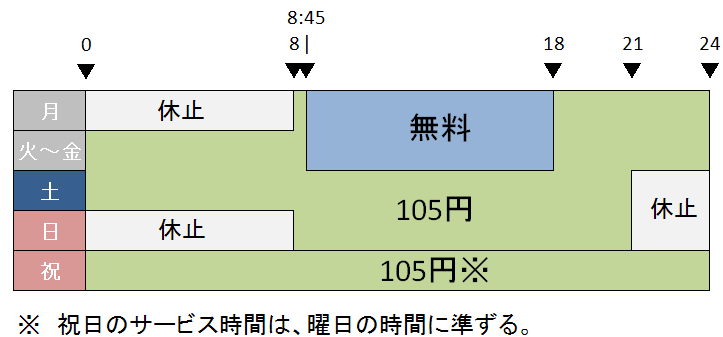 8:45
0 8 18 21 24
月 休止 無料
火～金
土 105円 休止
日 休止
祝 105円※
※ 祝日のサービス時間は、曜日の時間に準ずる。